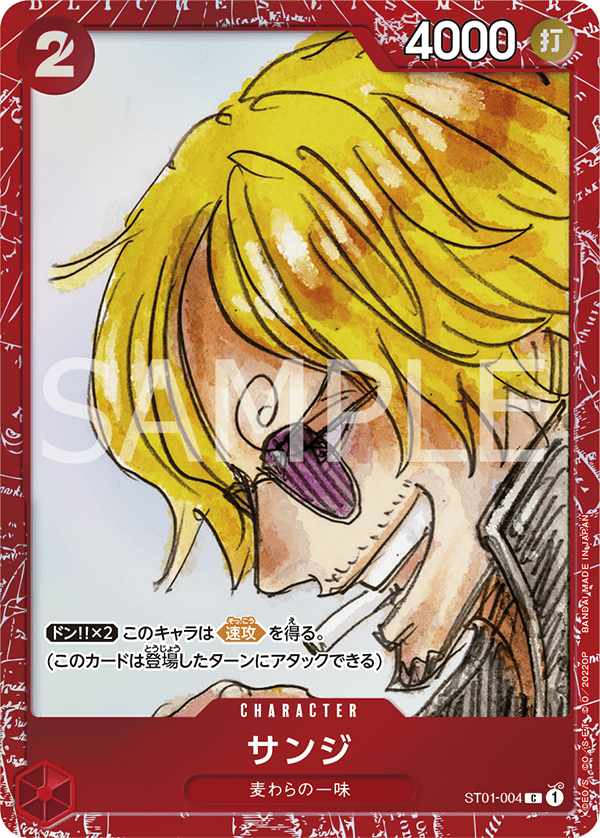 2
4000
打
SAMPLE
ドン!!×2 このキャラは 速攻 を得る。
(このカードは登場したターンにアタックできる)
CHARACTER
サンジ
麦わらの一味
ST01-004 C 1
BANDAI MADE IN JAPAN